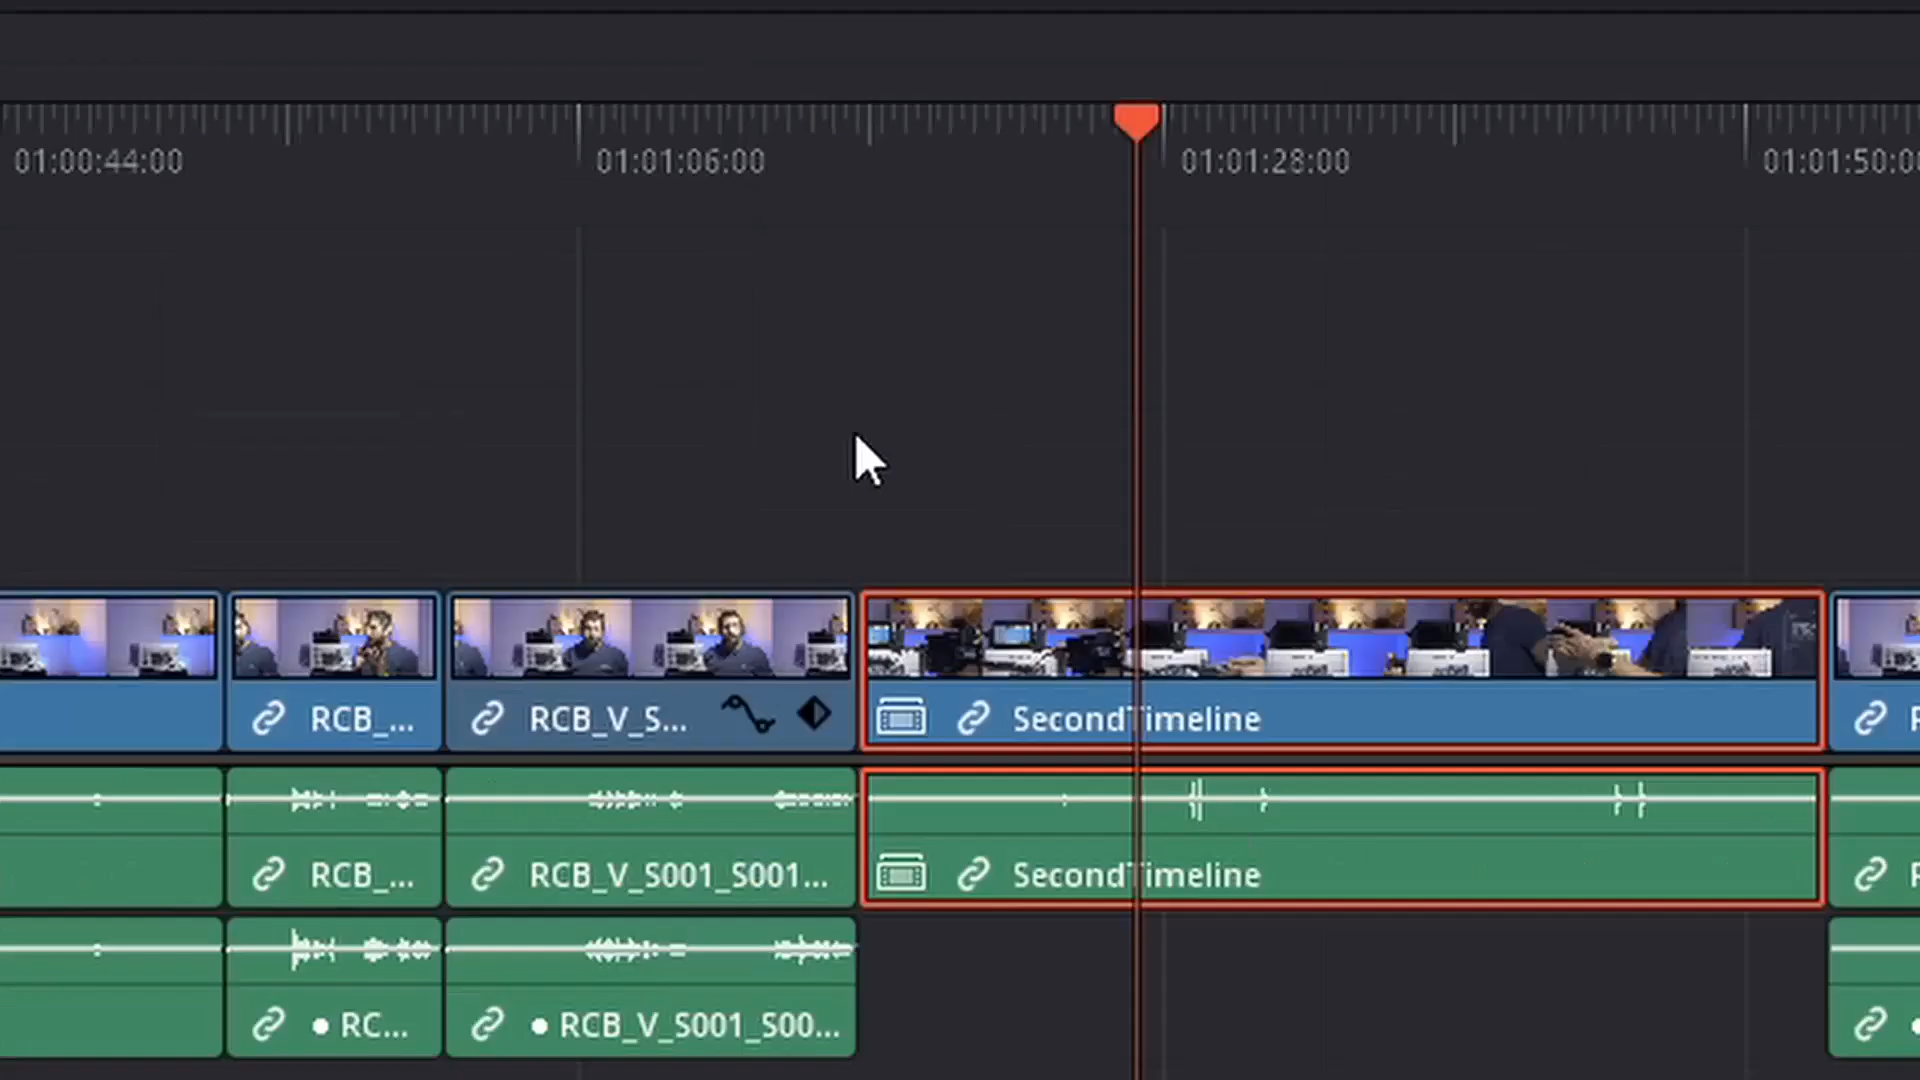 01:00:44:00 01:01:06:00 01:01:28:00 01:01:50:00
RCB_... RCB_V_S... SecondTimeline
RCB_... RCB_V_S001_S001... SecondTimeline
RC... RCB_V_S001_S00...